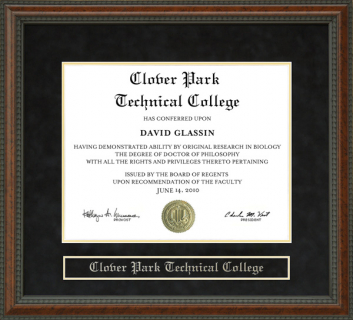 Clover Park
Technical College
HAS CONFERRED UPON
DAVID GLASSIN
HAVING DEMONSTRATED ABILITY BY ORIGINAL RESEARCH IN BIOLOGY
THE DEGREE OF DOCTOR OF PHILOSOPHY
WITH ALL THE RIGHTS AND PRIVILEGES THERETO PERTAINING
ISSUED BY THE BOARD OF REGENTS
UPON RECOMMENDATION OF THE FACULTY
JUNE 14, 2010
PROVOST
PRESIDENT
Clover Park Technical College